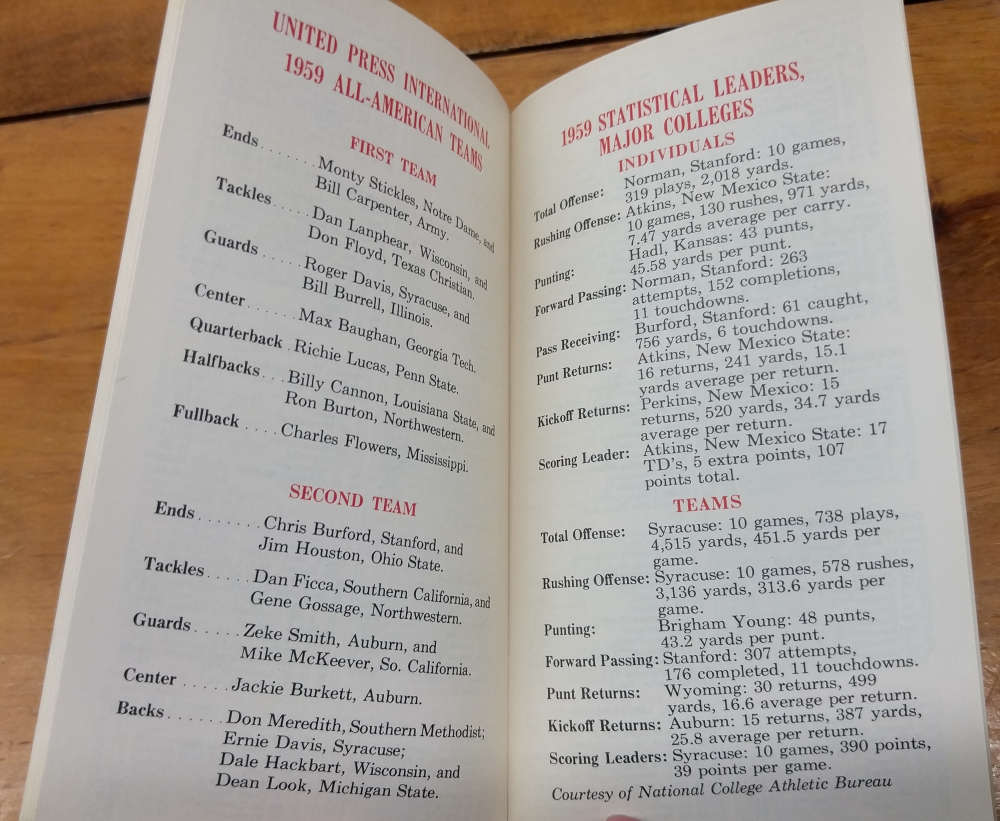 UNITED PRESS INTERNATIONAL
1959 ALL-AMERICAN TEAMS
FIRST TEAM
Ends........Monty Stickles, Notre Dame, and
Bill Carpenter, Army.
Tackles.....Dan Lanphear, Wisconsin, and
Don Floyd, Texas Christian.
Guards.....Roger Davis, Syracuse, and
Bill Burrell, Illinois.
Center......Max Baughan, Georgia Tech.
Quarterback.Richie Lucas, Penn State.
Halfbacks...Billy Cannon, Louisiana State, and
Ron Burton, Northwestern.
Fullback....Charles Flowers, Mississippi.
SECOND TEAM
Ends.......Chris Burford, Stanford, and
Jim Houston, Ohio State.
Tackles.....Dan Ficca, Southern California, and
Gene Gossage, Northwestern.
Guards.....Zeke Smith, Auburn, and
Mike McKeever, So. California.
Center.....Jackie Burkett, Auburn.
Backs......Don Meredith, Southern Methodist;
Ernie Davis, Syracuse;
Dale Hackbart, Wisconsin, and
Dean Look, Michigan State.
1959 STATISTICAL LEADERS,
MAJOR COLLEGES
INDIVIDUALS
Total Offense: Norman, Stanford: 10 games,
319 plays, 2,018 yards.
Rushing Offense: Atkins, New Mexico State:
10 games, 130 rushes, 971 yards,
7.47 yards average per carry.
Punting: Hadl, Kansas: 43 punts,
45.58 yards per punt.
Forward Passing: Norman, Stanford: 263
attempts, 152 completions,
11 touchdowns.
Pass Receiving: Burford, Stanford: 61 caught,
756 yards, 6 touchdowns.
Punt Returns: Atkins, New Mexico State:
16 returns, 241 yards, 15.1
yards average per return.
Kickoff Returns: Perkins, New Mexico: 15
returns, 520 yards, 34.7 yards
average per return.
Scoring Leader: Atkins, New Mexico State: 17
TD's, 5 extra points, 107
points total.
TEAMS
Total Offense: Syracuse: 10 games, 738 plays,
4,515 yards, 451.5 yards per
game.
Rushing Offense: Syracuse: 10 games, 578 rushes,
3,136 yards, 313.6 yards per
game.
Punting: Brigham Young: 48 punts,
43.2 yards per punt.
Forward Passing: Stanford: 307 attempts,
176 completed, 11 touchdowns.
Punt Returns: Wyoming: 30 returns, 499
yards, 16.6 average per return.
Kickoff Returns: Auburn: 15 returns, 387 yards,
25.8 average per return.
Scoring Leaders: Syracuse: 10 games, 390 points,
39 points per game.
Courtesy of National College Athletic Bureau